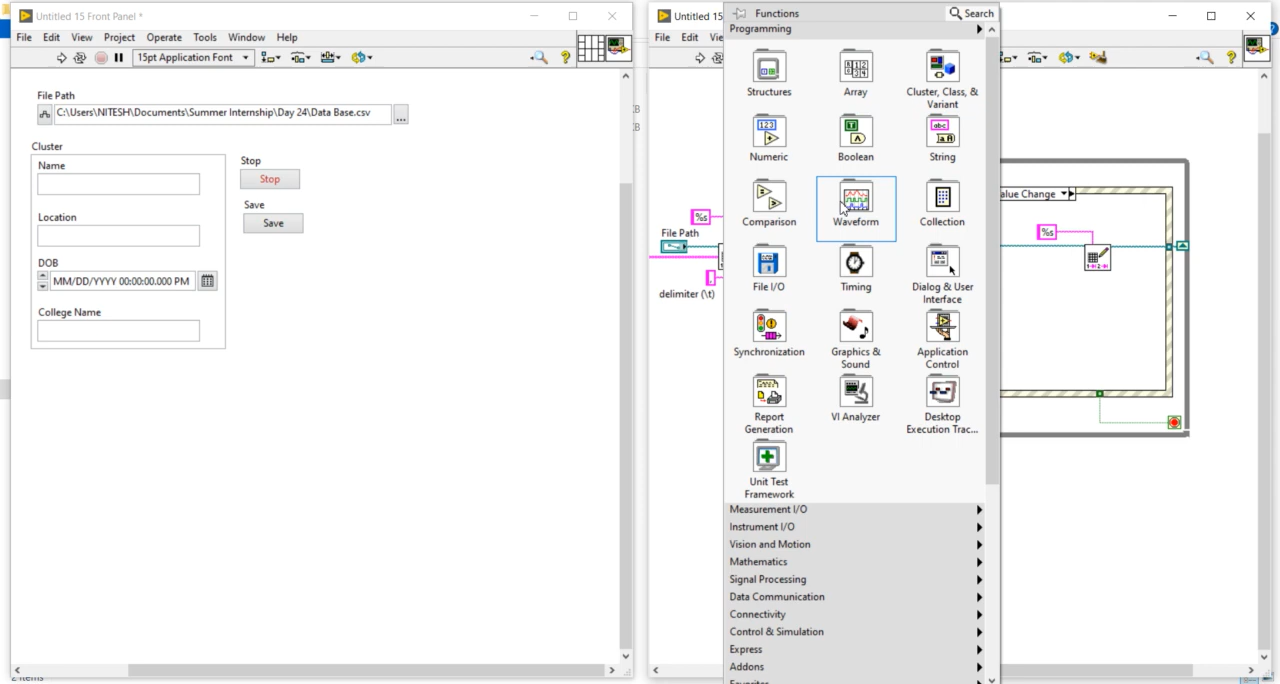 Untitled 15 Front Panel *
File Edit View Project Operate Tools Window Help
15pt Application Font
File Path
C:\Users\NITESH\Documents\Summer Internship\Day 24\Data Base.csv
...
Cluster
Name
Location
DOB
MM/DD/YYYY 00:00:00.000 PM
College Name
Stop
Stop
Save
Save
Untitled 15
File Edit
%s
File Path
delimiter (\t)
Functions
Search
Programming
Structures
Array
Cluster, Class, &
Variant
Numeric
Boolean
String
Comparison
Waveform
Collection
File I/O
Timing
Dialog & User
Interface
Synchronization
Graphics &
Sound
Application
Control
Report
Generation
VI Analyzer
Desktop
Execution Trac...
Unit Test
Framework
Measurement I/O
Instrument I/O
Vision and Motion
Mathematics
Signal Processing
Data Communication
Connectivity
Control & Simulation
Express
Addons
alue Change
%s